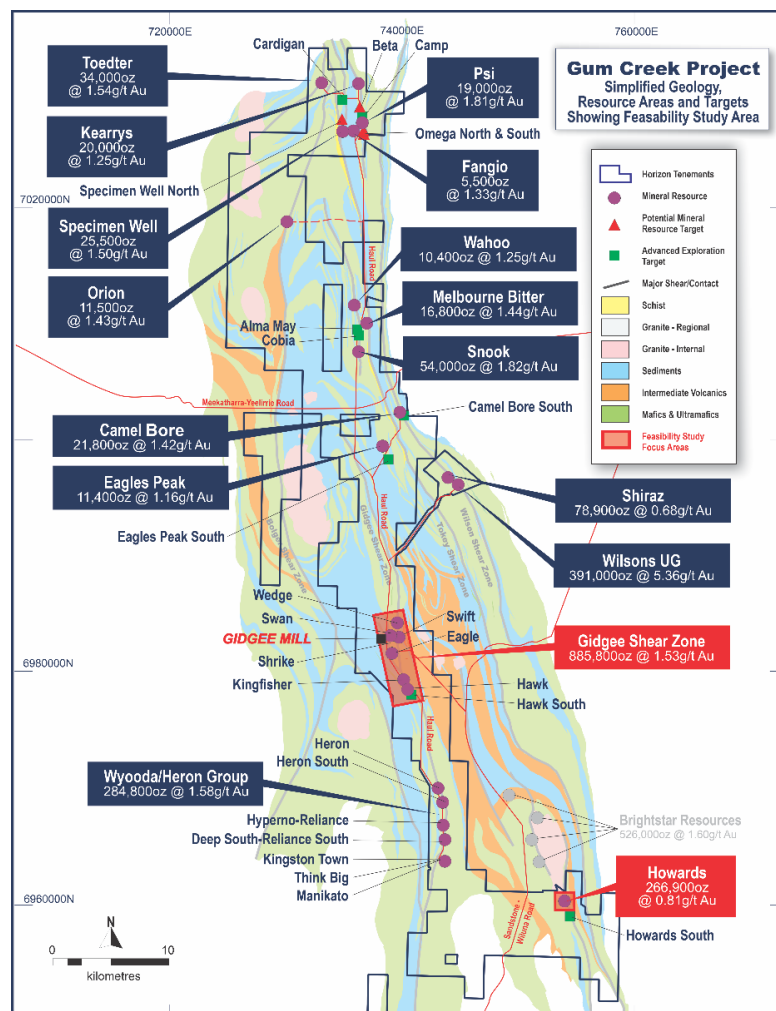 720000E
740000E
760000E
Gum Creek Project
Simplified Geology,
Resource Areas and Targets
Showing Feasability Study Area
Cardigan
Beta
Camp
Toedter
34,000oz
@ 1.54g/t Au
Psi
19,000oz
@ 1.81g/t Au
Kearrys
20,000oz
@ 1.25g/t Au
Omega North & South
Fangio
5,500oz
@ 1.33g/t Au
Specimen Well North
7020000N
Specimen Well
25,500oz
@ 1.50g/t Au
Haul Road
Wahoo
10,400oz @ 1.25g/t Au
Orion
11,500oz
@ 1.43g/t Au
Melbourne Bitter
16,800oz @ 1.44g/t Au
Alma May
Cobia
Snook
54,000oz @ 1.82g/t Au
Meekatharra-Yeelirrie Road
Horizon Tenements
Mineral Resource
Potential Mineral
Resource Target
Advanced Exploration
Target
Major Shear/Contact
Schist
Granite - Regional
Granite - Internal
Sediments
Intermediate Volcanics
Mafics & Ultramafics
Feasibility Study
Focus Areas
Camel Bore South
Camel Bore
21,800oz @ 1.42g/t Au
Eagles Peak
11,400oz @ 1.16g/t Au
Shiraz
78,900oz @ 0.68g/t Au
Eagles Peak South
Haul Road
Gidgee Shear Zone
Wilson Shear Zone
Tokey Shear Zone
Wilsons UG
391,000oz @ 5.36g/t Au
Wedge
Swan
Swift
GIDGEE MILL
Eagle
Shrike
Gidgee Shear Zone
885,800oz @ 1.53g/t Au
6980000N
Kingfisher
Hawk
Hawk South
Haul Road
Heron
Heron South
Wyooda/Heron Group
284,800oz @ 1.58g/t Au
Hyperno-Reliance
Deep South-Reliance South
Kingston Town
Think Big
Manikato
Brightstar Resources
526,000oz @ 1.60g/t Au
Howards
266,900oz
@ 0.81g/t Au
6960000N
Sandstone -
Wiluna Road
Howards South
N
0
10
kilometres